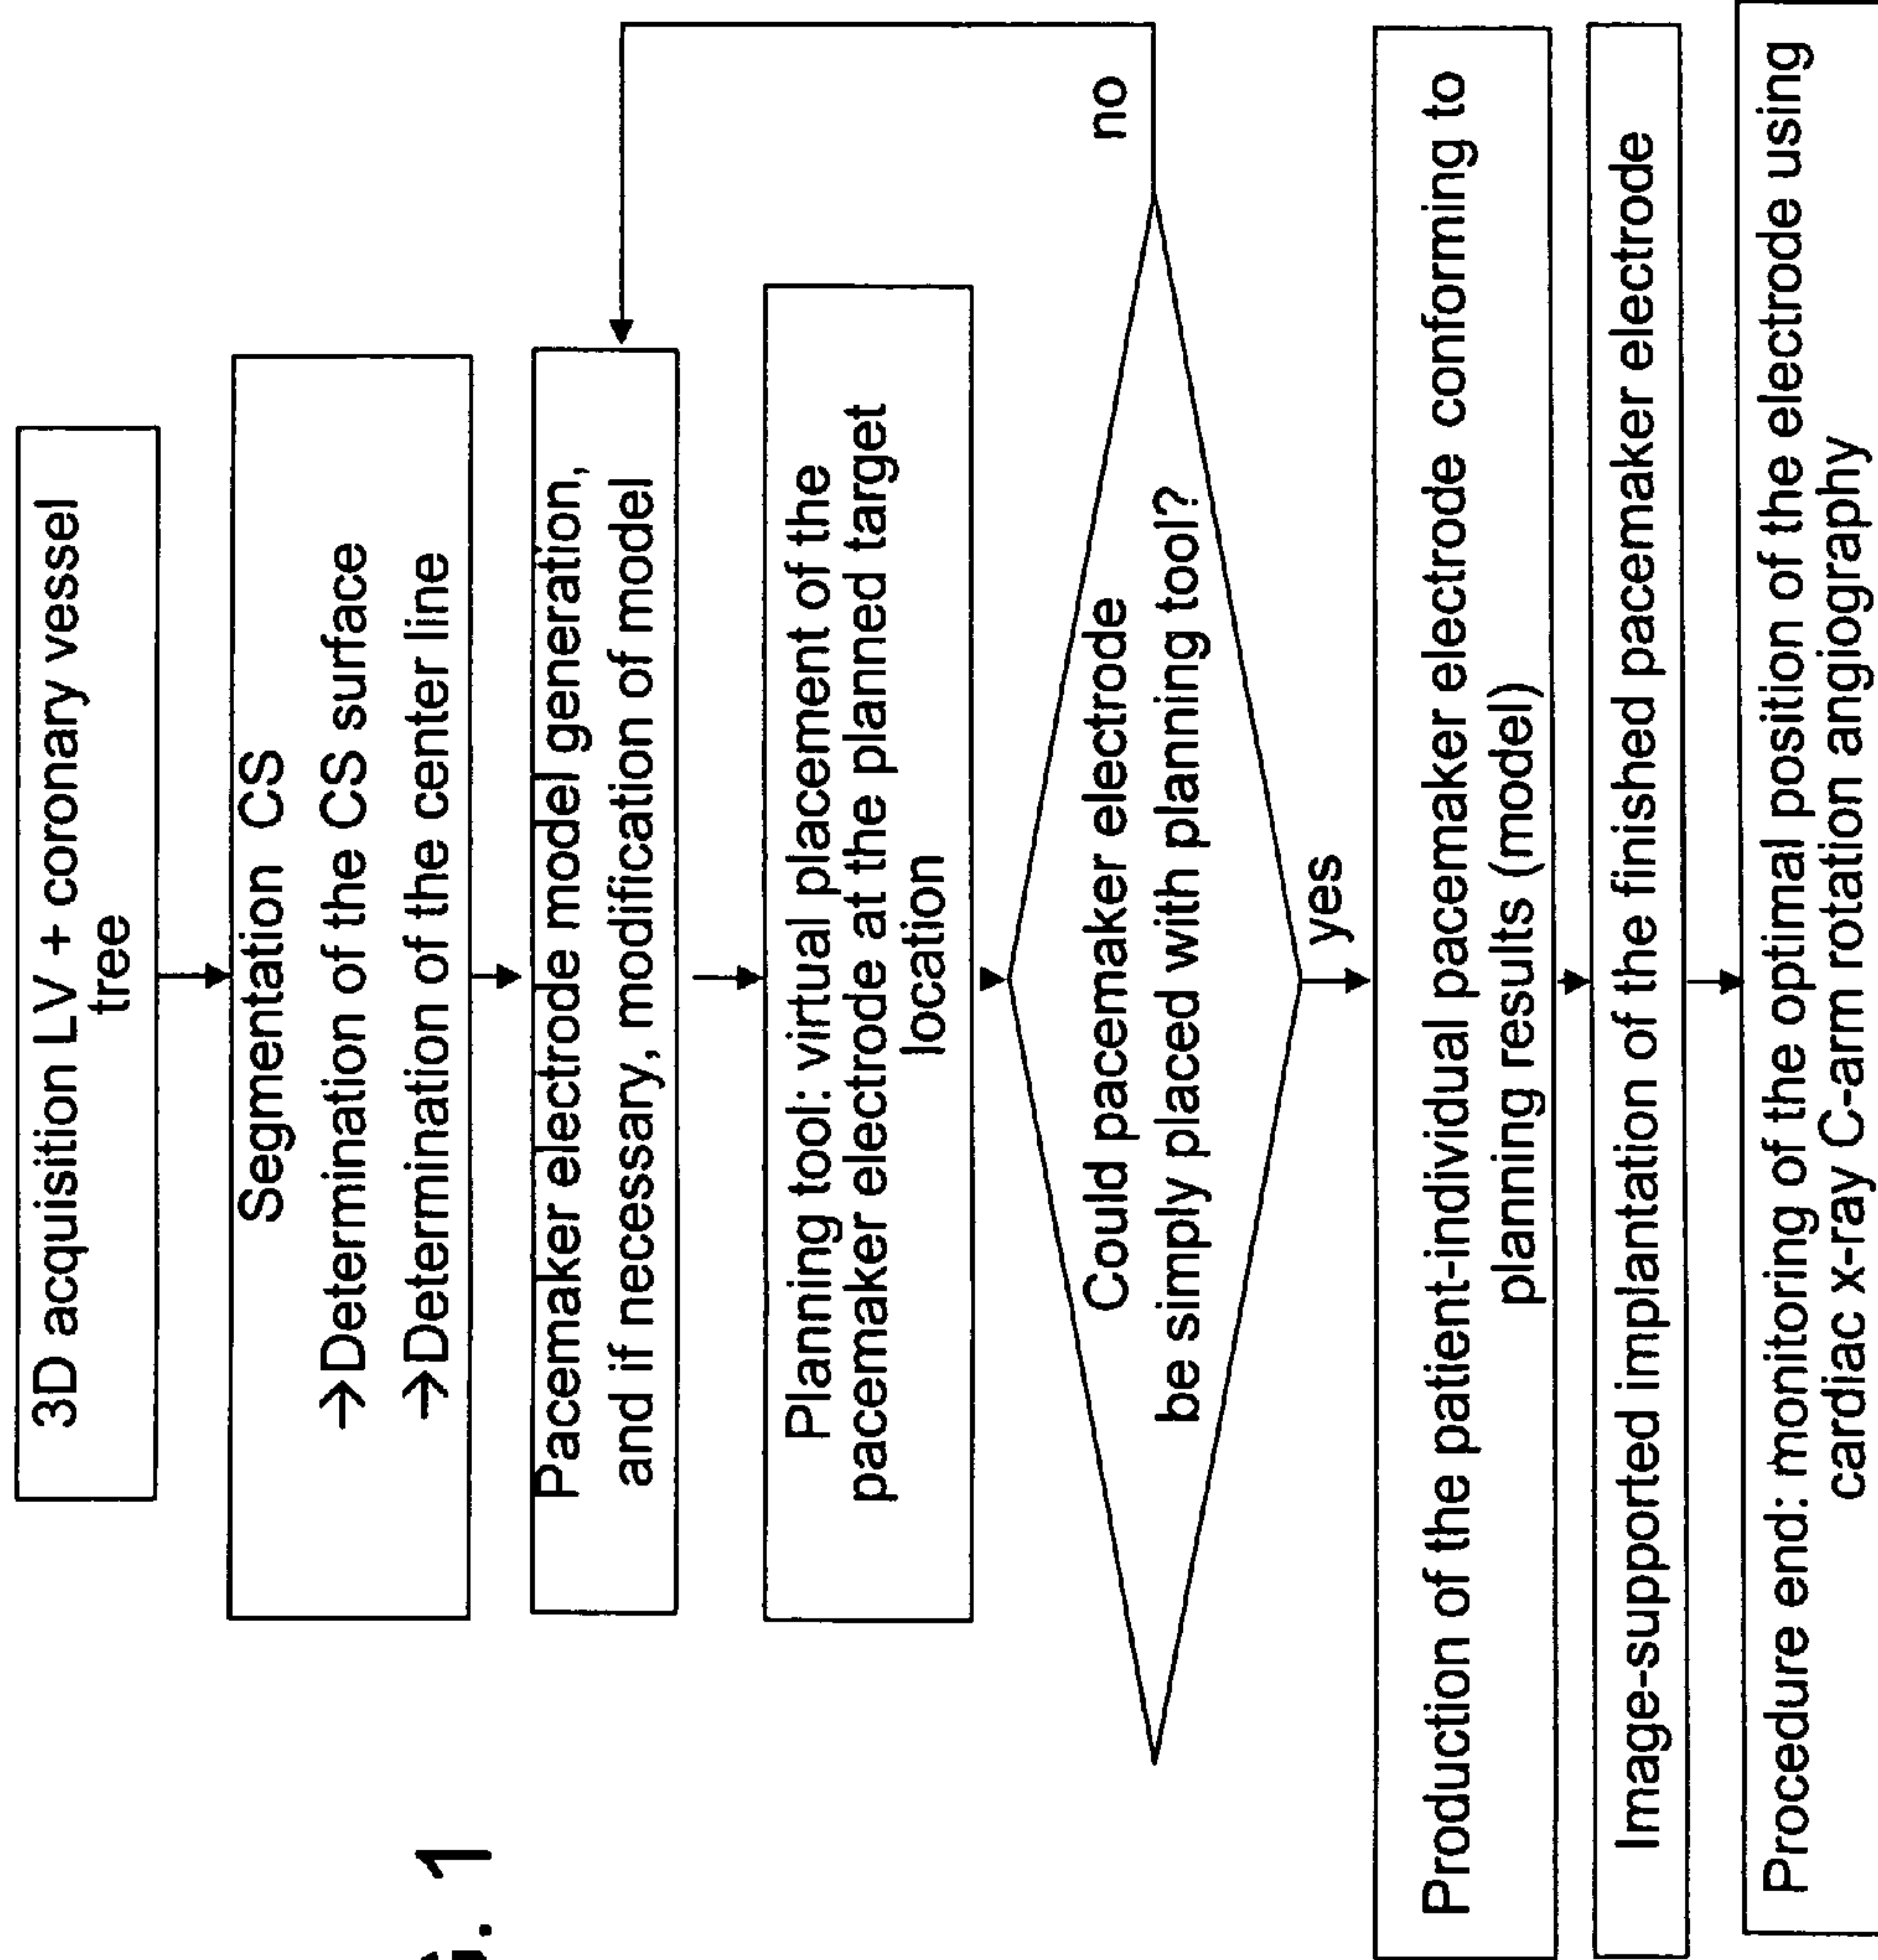 3D acquisition LV + coronary vessel
tree
Segmentation CS
→Determination of the CS surface
→Determination of the center line
Pacemaker electrode model generation,
and if necessary, modification of model
Planning tool: virtual placement of the
pacemaker electrode at the planned target
location
Could pacemaker electrode
be simply placed with planning tool?
no
yes
Production of the patient-individual pacemaker electrode conforming to
planning results (model)
Image-supported implantation of the finished pacemaker electrode
Procedure end: monitoring of the optimal position of the electrode using
cardiac x-ray C-arm rotation angiography
G. 1